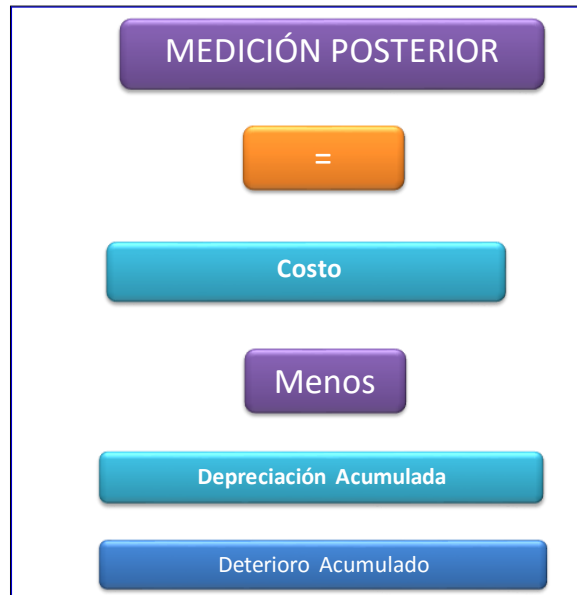 MEDICIÓN POSTERIOR
=
Costo
Menos
Depreciación Acumulada
Deterioro Acumulado